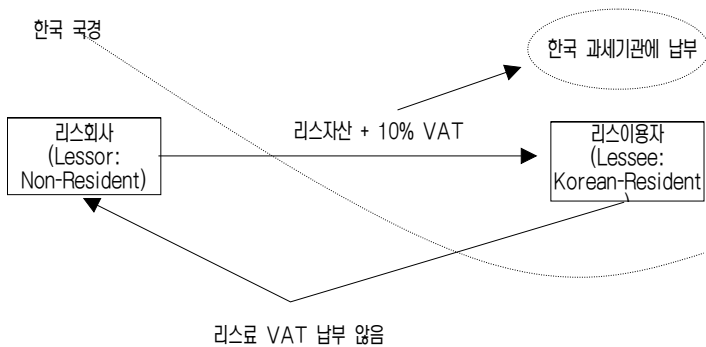 한국 국경
한국 과세기관에 납부
리스회사
(Lessor:
Non-Resident)
리스자산 + 10% VAT
리스이용자
(Lessee:
Korean-Resident
)
리스료 VAT 납부 않음